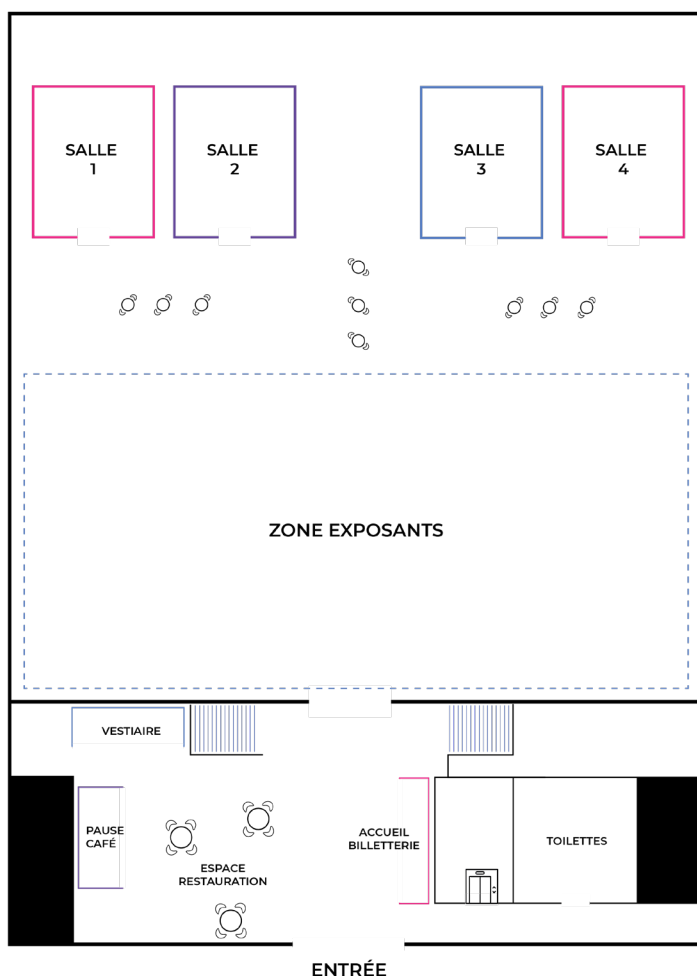 SALLE
1
SALLE
2
SALLE
3
SALLE
4
ZONE EXPOSANTS
VESTIAIRE
PAUSE
CAFÉ
ESPACE
RESTAURATION
ACCUEIL
BILLETTERIE
TOILETTES
ENTRÉE